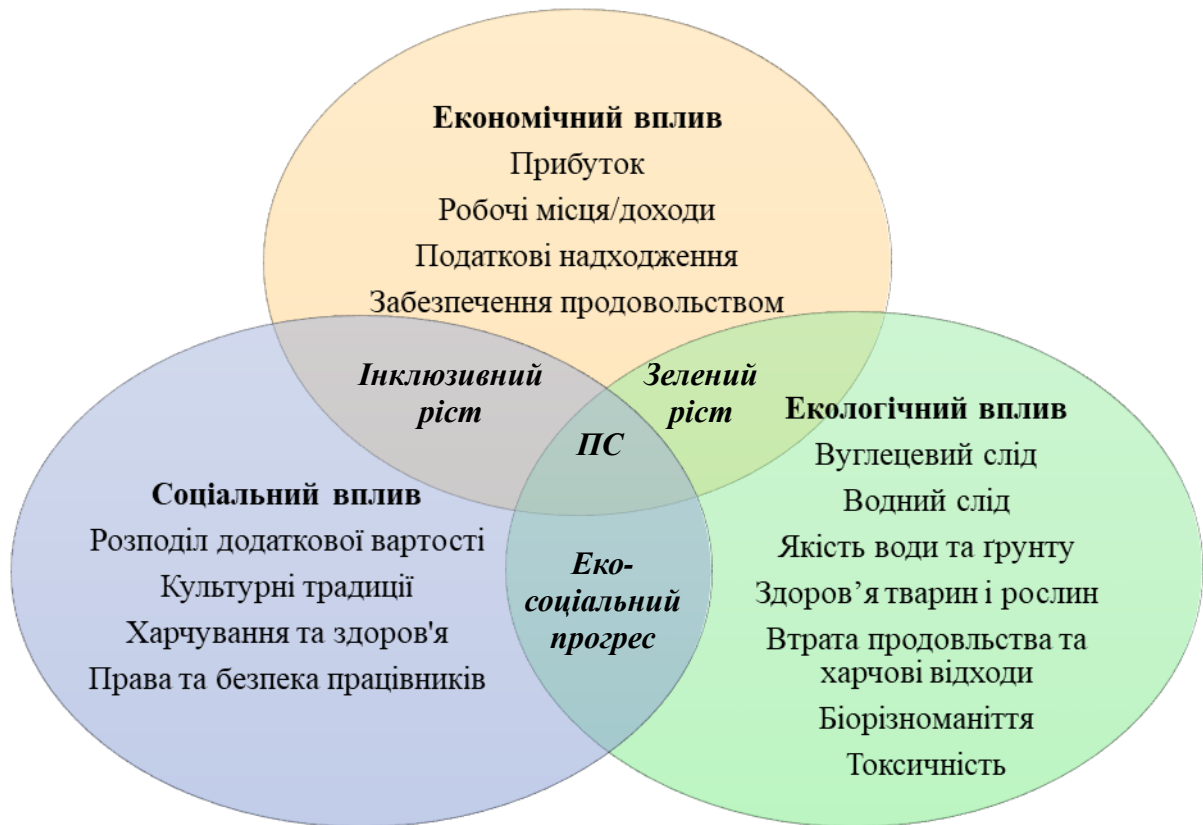 Економічний вплив
Прибуток
Робочі місця/доходи
Податкові надходження
Забезпечення продовольством
Інклюзивний
ріст
Зелений
ріст
ПС
Соціальний вплив
Розподіл додаткової вартості
Культурні традиції
Харчування та здоров'я
Права та безпека працівників
Еко-
соціальний
прогрес
Екологічний вплив
Вуглецевий слід
Водний слід
Якість води та ґрунту
Здоров’я тварин і рослин
Втрата продовльства та
харчові відходи
Біорізноманіття
Токсичність